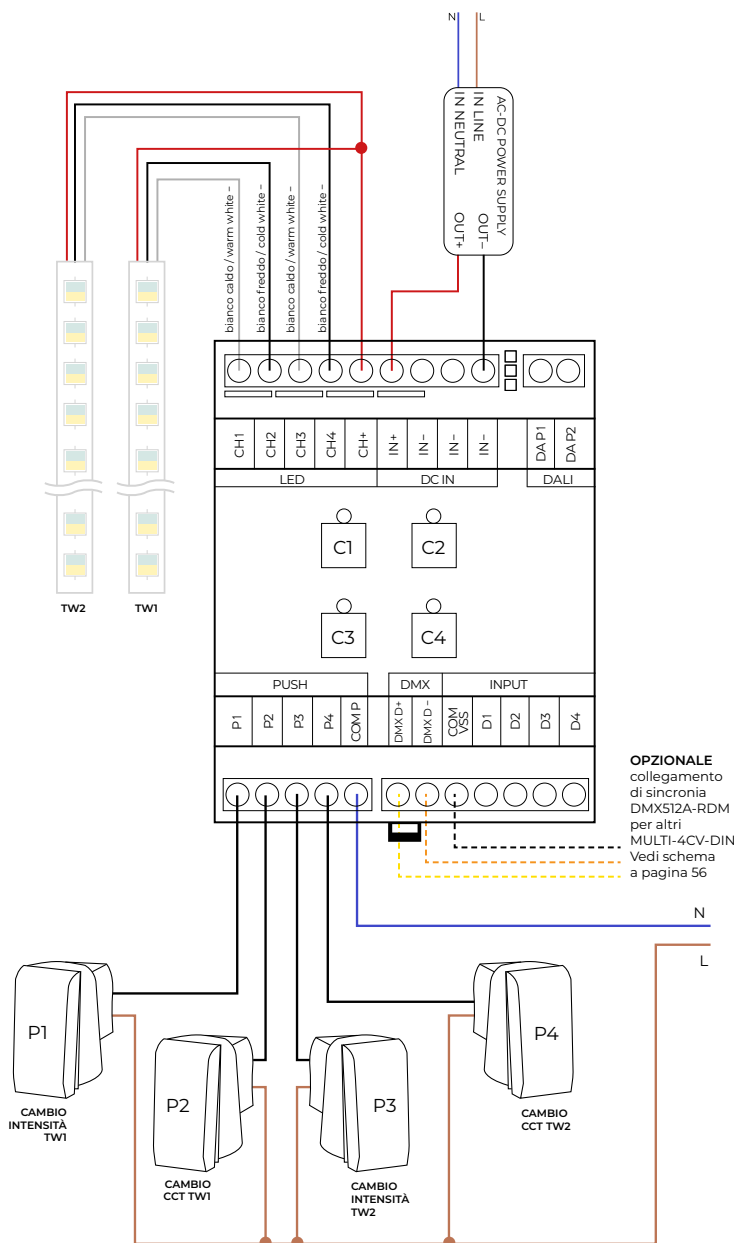 N L
IN NEUTRAL
IN LINE
AC-DC POWER SUPPLY
OUT+
OUT–
bianco caldo / warm white –
bianco freddo / cold white –
bianco caldo / warm white –
bianco freddo / cold white –
CH1 CH2 CH3 CH4 CH+ IN+ IN- IN- IN- DA P1 DA P2
LED DC IN DALI
C1 C2
TW2 TW1
C3 C4
PUSH DMX INPUT
P1 P2 P3 P4 COM P DMX D+ DMX D- COM VSS D1 D2 D3 D4
OPZIONALE
collegamento
di sincronia
DMX512A-RDM
per altri
MULTI-4CV-DIN
Vedi schema
a pagina 56
N
L
P1
CAMBIO
INTENSITÀ
TW1
P2
CAMBIO
CCT TW1
P3
CAMBIO
INTENSITÀ
TW2
P4
CAMBIO
CCT TW2